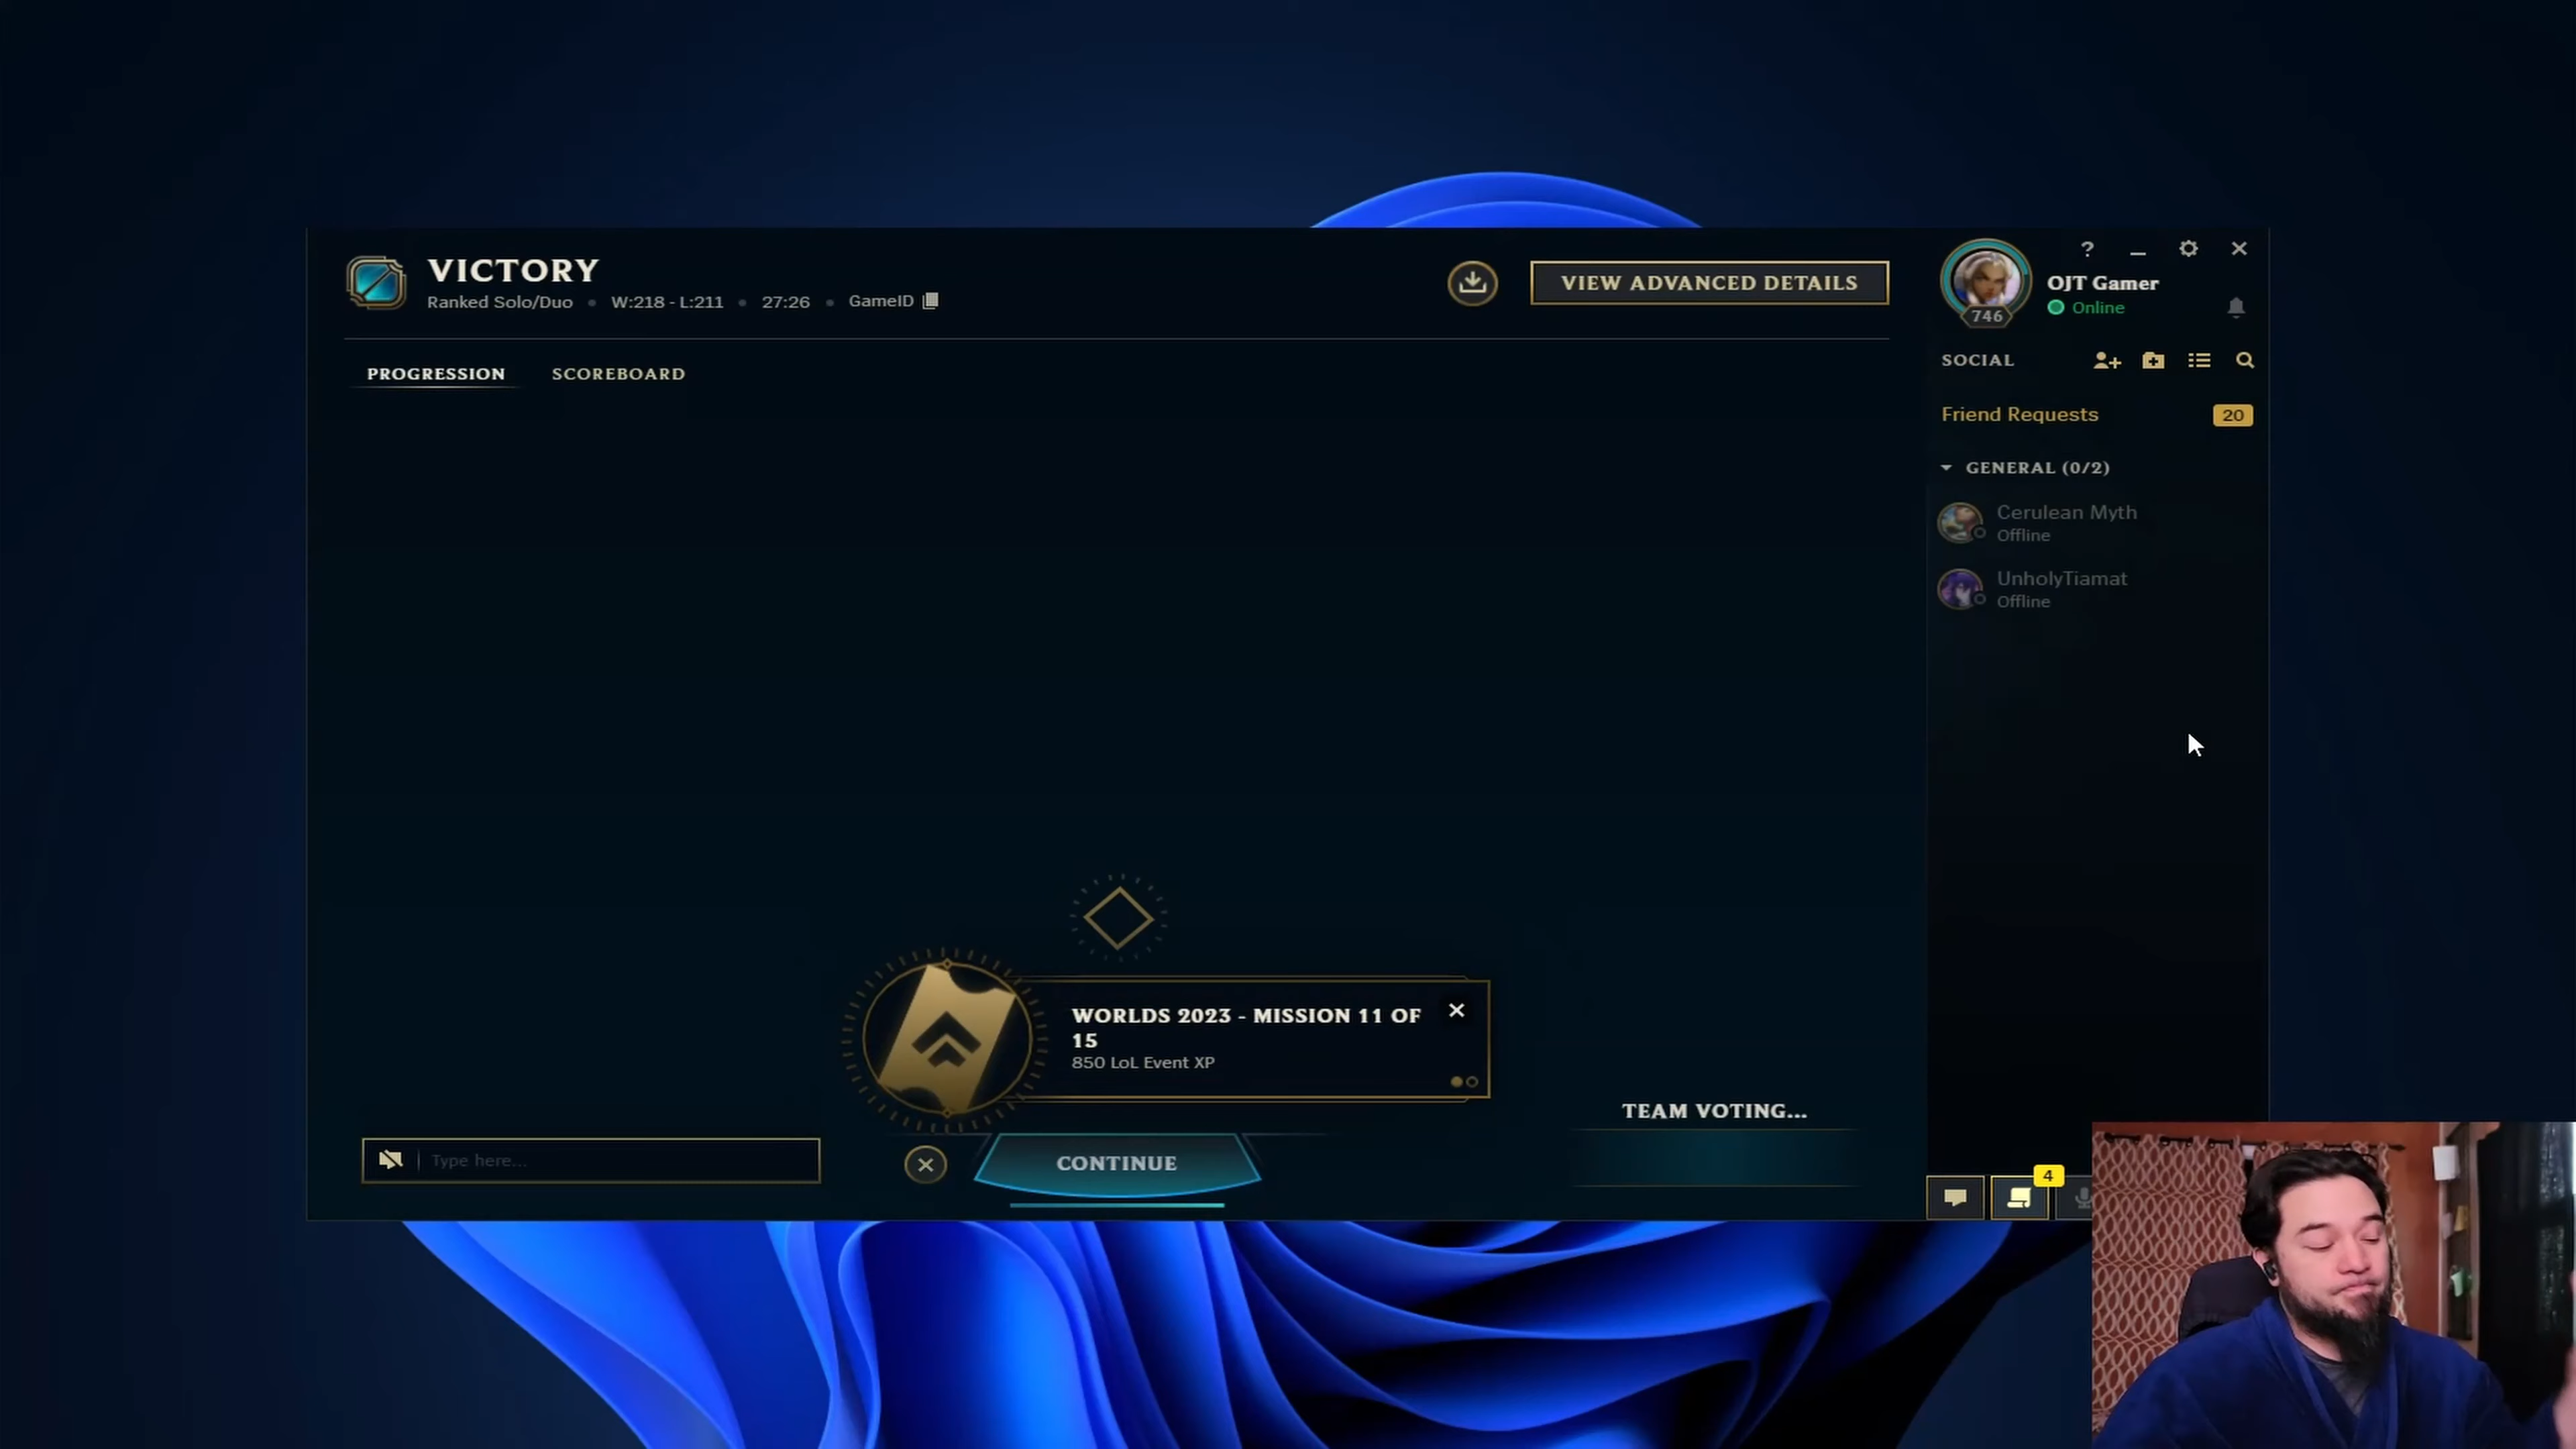 VICTORY
Ranked Solo/Duo • W:218 - L:211 • 27:26 • GameID
VIEW ADVANCED DETAILS
?
746
OJT Gamer
Online
PROGRESSION SCOREBOARD
SOCIAL
Friend Requests 20
GENERAL (0/2)
Cerulean Myth
Offline
UnholyTiamat
Offline
WORLDS 2023 - MISSION 11 OF
15
850 LoL Event XP
TEAM VOTING...
Type here...
CONTINUE
4